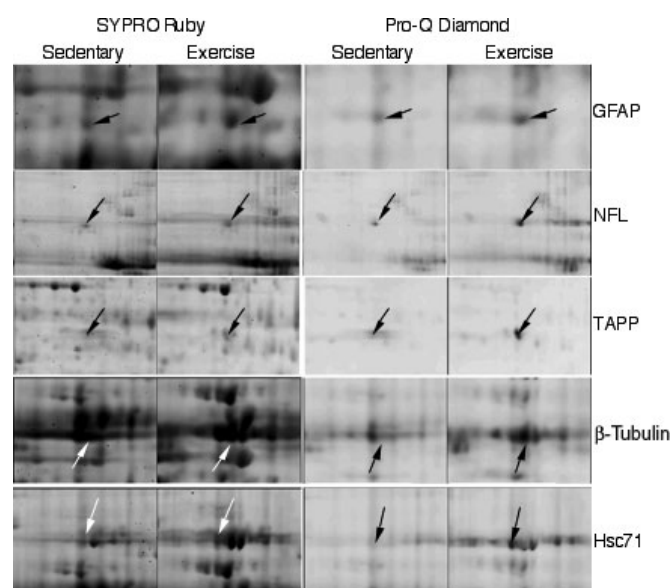 SYPRO Ruby Pro-Q Diamond
Sedentary Exercise Sedentary Exercise
GFAP
NFL
TAPP
β-Tubulin
Hsc71